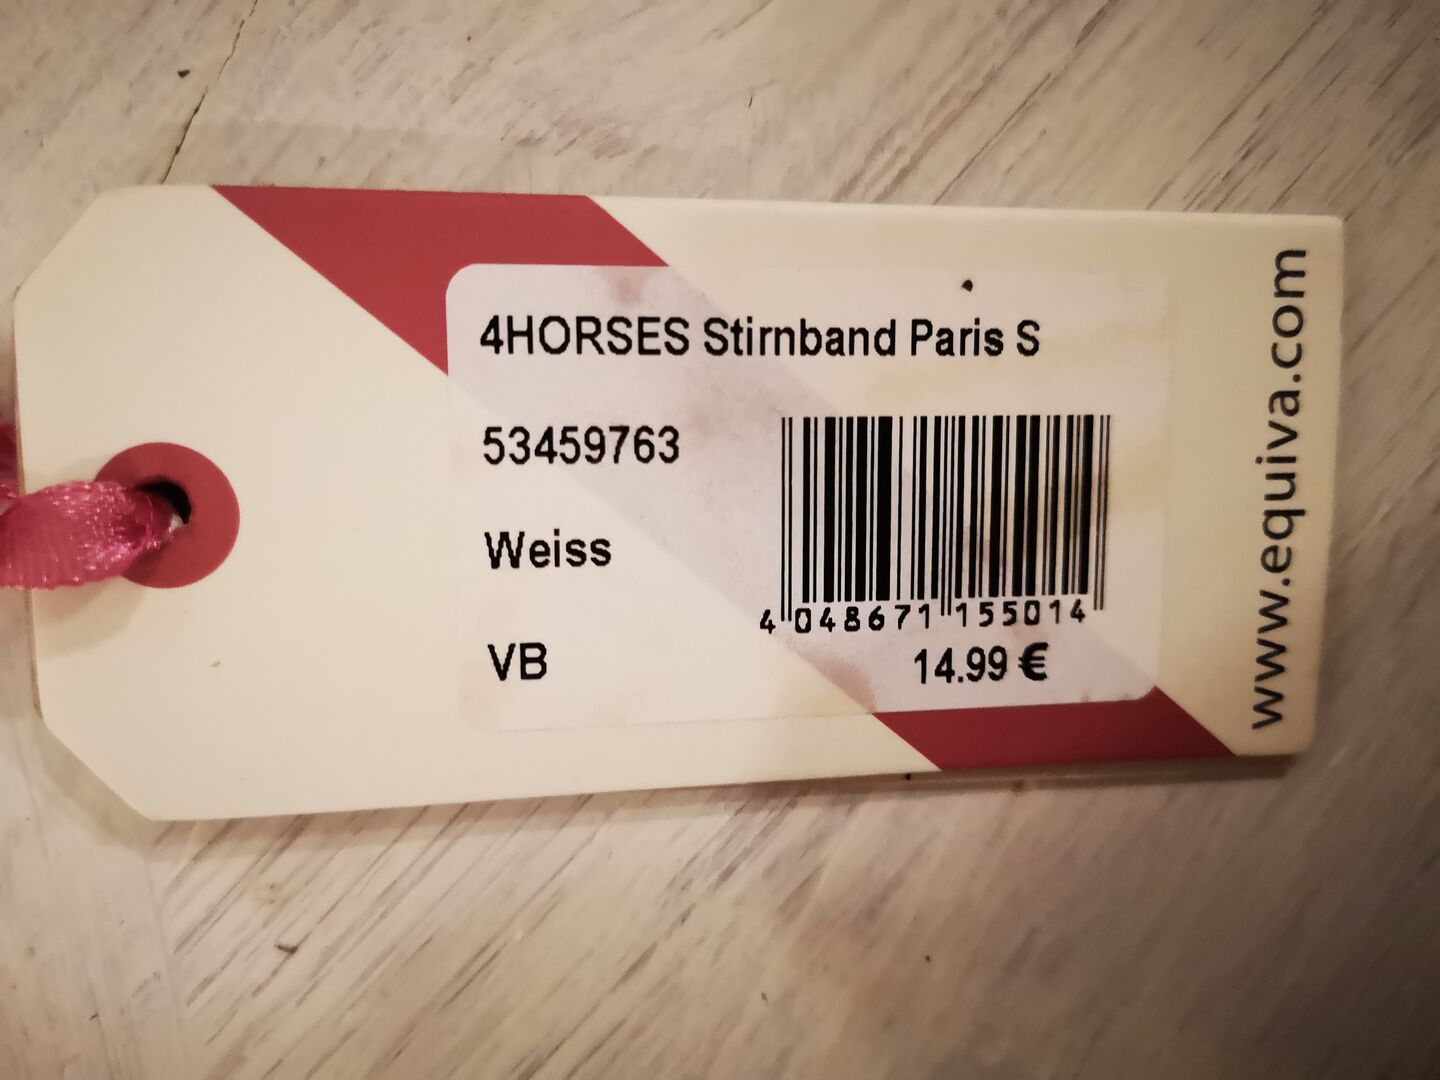 4HORSES Stirnband Paris S
53459763
Weiss
VB
4 048671 155014
14.99 €
www.equiva.com